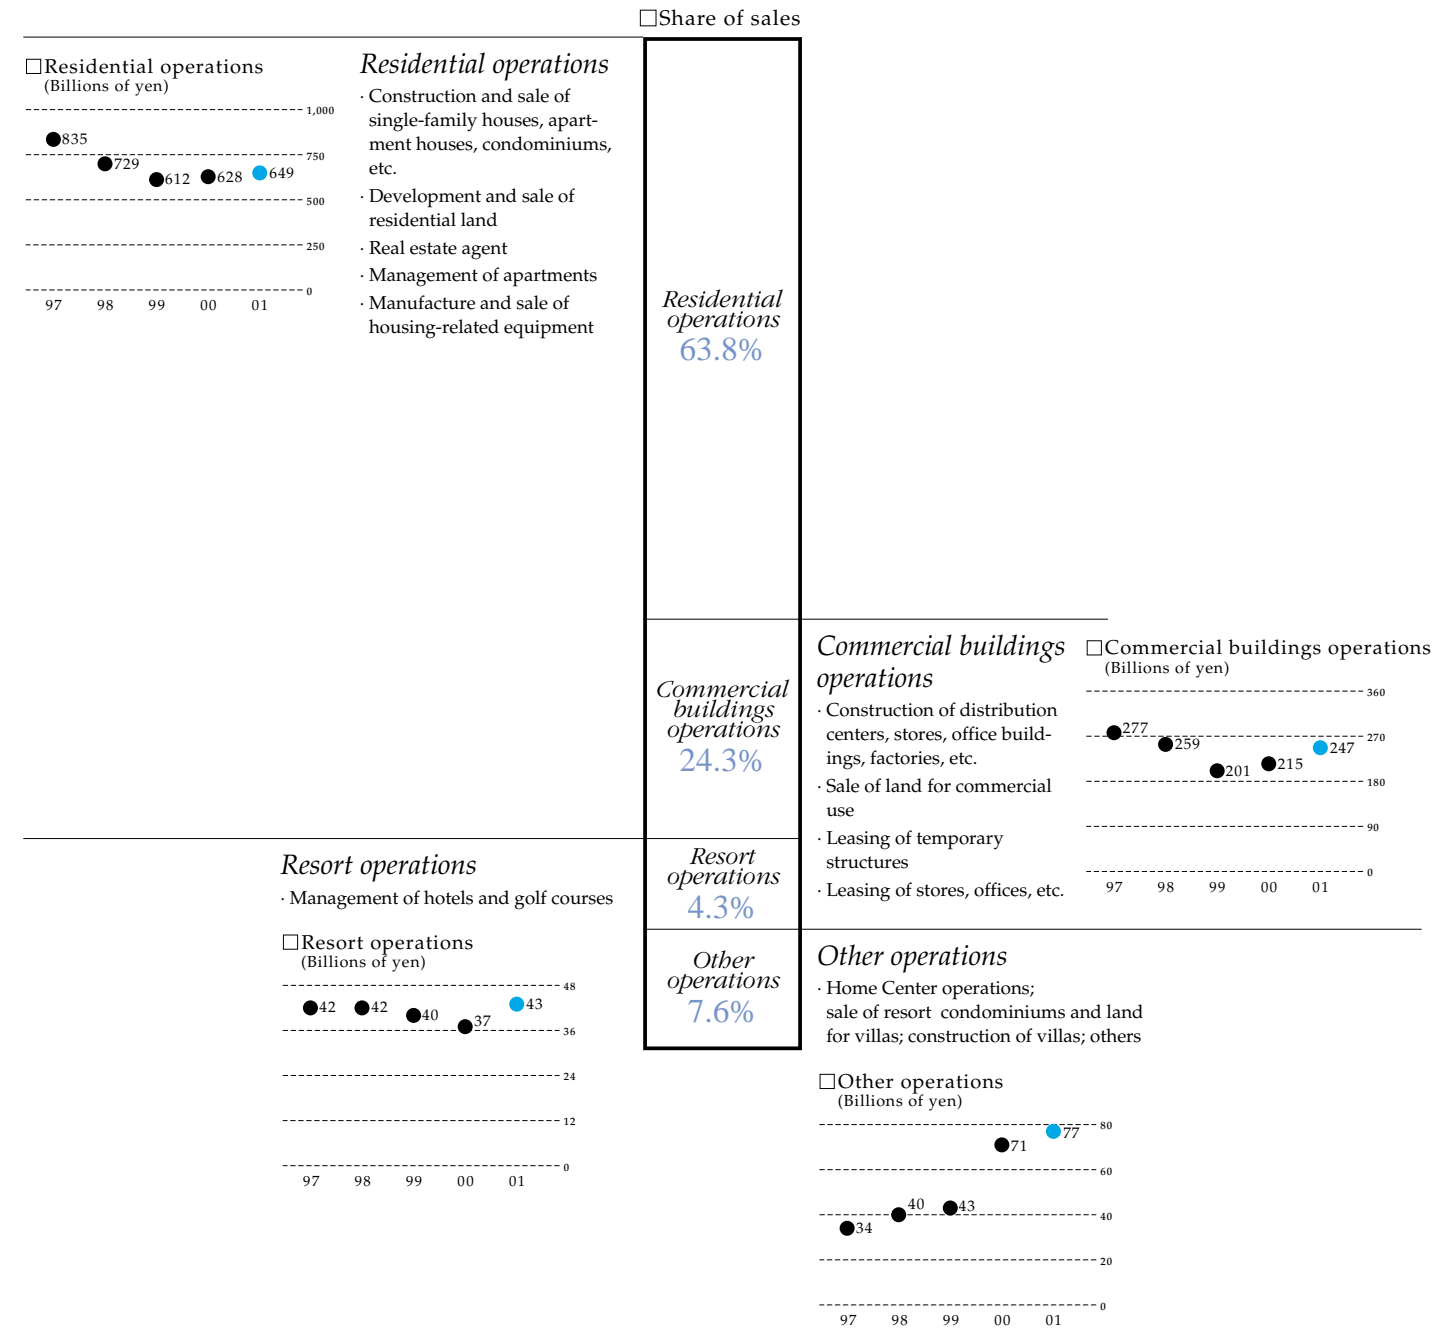 □Share of sales
□Residential operations
(Billions of yen)
1,000
835
750
729
612
628
649
500
250
0
97 98 99 00 01
Residential operations
· Construction and sale of
single-family houses, apart-
ment houses, condominiums,
etc.
· Development and sale of
residential land
· Real estate agent
· Management of apartments
· Manufacture and sale of
housing-related equipment
Residential
operations
63.8%
Commercial
buildings
operations
24.3%
Commercial buildings
operations
· Construction of distribution
centers, stores, office build-
ings, factories, etc.
· Sale of land for commercial
use
· Leasing of temporary
structures
· Leasing of stores, offices, etc.
□Commercial buildings operations
(Billions of yen)
360
277
270
259
201
215
247
180
90
0
97 98 99 00 01
Resort operations
· Management of hotels and golf courses
□Resort operations
(Billions of yen)
48
42
42
40
37
43
36
24
12
0
97 98 99 00 01
Resort
operations
4.3%
Other
operations
7.6%
Other operations
· Home Center operations;
sale of resort condominiums and land
for villas; construction of villas; others
□Other operations
(Billions of yen)
80
34
40
43
71
77
60
40
20
0
97 98 99 00 01